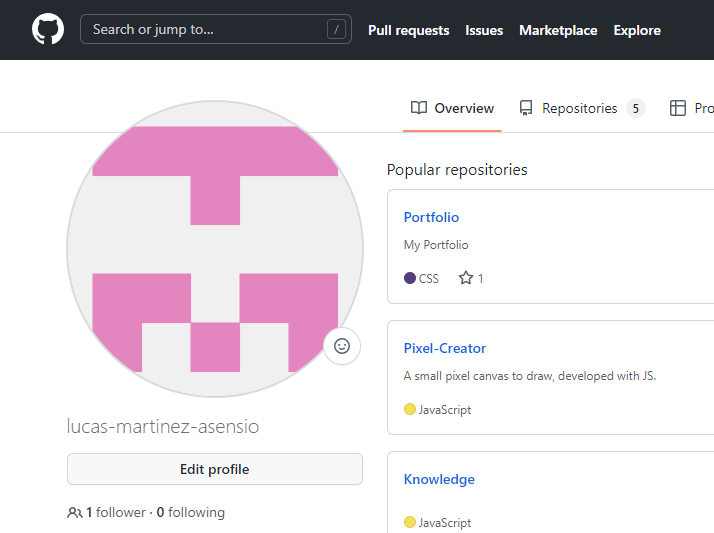 Search or jump to...
/
Pull requests Issues Marketplace Explore
Overview Repositories 5
lucas-martinez-asensio
Edit profile
1 follower · 0 following
Popular repositories
Portfolio
My Portfolio
CSS 1
Pixel-Creator
A small pixel canvas to draw, developed with JS.
JavaScript
Knowledge
JavaScript